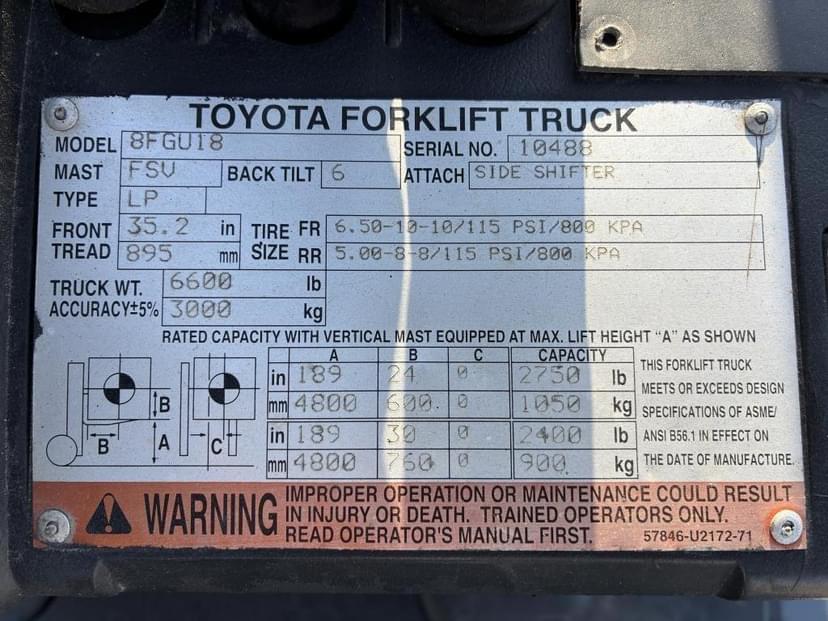 TOYOTA FORKLIFT TRUCK
MODEL 8FGU18 SERIAL NO. 10488
MAST FSV BACK TILT 6 ATTACH SIDE SHIFTER
TYPE LP
FRONT TREAD 35.2 in 895 mm
TIRE SIZE FR 6.50-10-10/115 PSI/800 KPA
RR 5.00-8-8/115 PSI/800 KPA
TRUCK WT. 6600 lb
ACCURACY±5% 3000 kg
RATED CAPACITY WITH VERTICAL MAST EQUIPPED AT MAX. LIFT HEIGHT "A" AS SHOWN
A B C CAPACITY
in 189 24 0 2750 lb
mm 4800 600 0 1050 kg
in 189 30 0 2400 lb
mm 4800 760 0 900 kg
B A B C
THIS FORKLIFT TRUCK
MEETS OR EXCEEDS DESIGN
SPECIFICATIONS OF ASME/
ANSI B56.1 IN EFFECT ON
THE DATE OF MANUFACTURE.
WARNING
IMPROPER OPERATION OR MAINTENANCE COULD RESULT
IN INJURY OR DEATH. TRAINED OPERATORS ONLY.
READ OPERATOR'S MANUAL FIRST.
57846-U2172-71